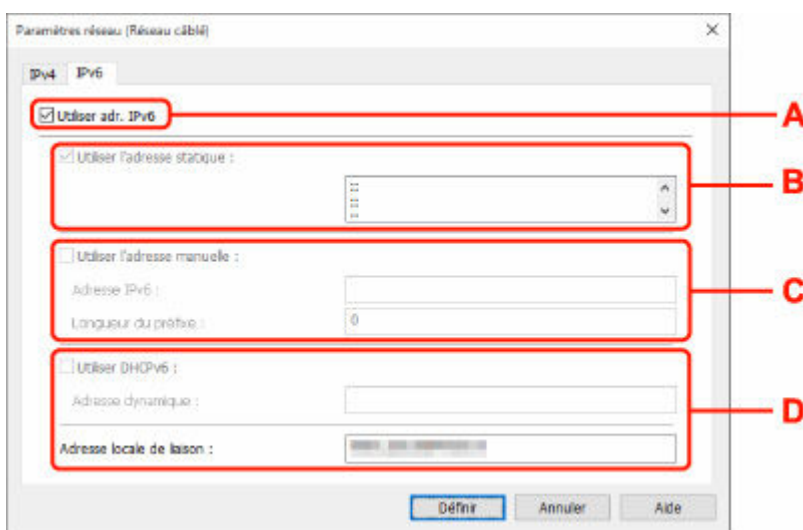 Paramètres réseau (Réseau câblé)
IPv4 IPv6
Utiliser adr. IPv6
A
Utiliser l'adresse statique :
::
::
::
B
Utiliser l'adresse manuelle :
Adresse IPv6 :
C
Longueur du préfixe : 0
Utiliser DHCPv6 :
Adresse dynamique :
D
Adresse locale de liaison :
Définir Annuler Aide